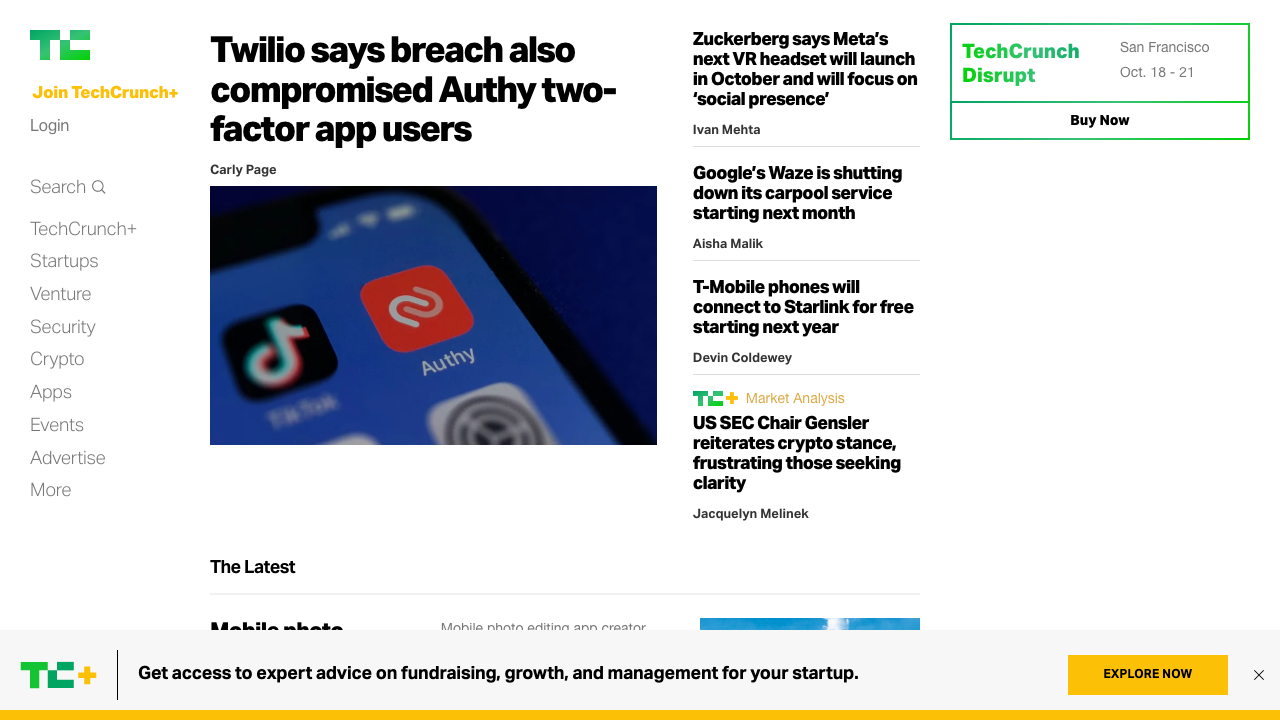 TC
Join TechCrunch+
Login
Search
TechCrunch+
Startups
Venture
Security
Crypto
Apps
Events
Advertise
More
Twilio says breach also
compromised Authy two-
factor app users
Carly Page
TikTok
Authy
Zuckerberg says Meta’s
next VR headset will launch
in October and will focus on
‘social presence’
Ivan Mehta
Google’s Waze is shutting
down its carpool service
starting next month
Aisha Malik
T-Mobile phones will
connect to Starlink for free
starting next year
Devin Coldewey
TC+ Market Analysis
US SEC Chair Gensler
reiterates crypto stance,
frustrating those seeking
clarity
Jacquelyn Melinek
TechCrunch
Disrupt
San Francisco
Oct. 18 - 21
Buy Now
The Latest
Mobile photo
Mobile photo editing app creator
TC+
Get access to expert advice on fundraising, growth, and management for your startup.
EXPLORE NOW